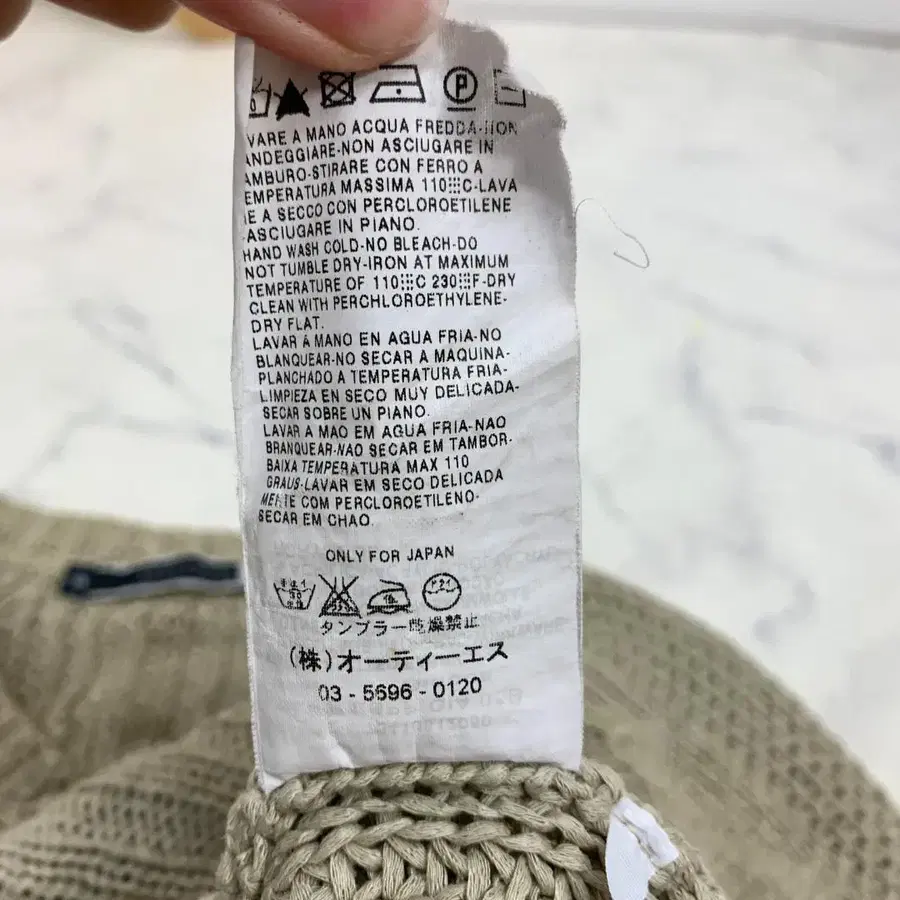 P
VARE A MANO ACQUA FREDDA-NON
ANDEGGIARE-NON ASCIUGARE IN
AMBURO-STIRARE CON FERRO A
EMPERATURA MASSIMA 110 C-LAVA
E A SECCO CON PERCLOROETILENE
-ASCIUGARE IN PIANO.
HAND WASH COLD-NO BLEACH-DO
NOT TUMBLE DRY-IRON AT MAXIMUM
TEMPERATURE OF 110 C 230 F-DRY
CLEAN WITH PERCHLOROETHYLENE-
DRY FLAT.
LAVAR A MANO EN AGUA FRIA-NO
BLANQUEAR-NO SECAR A MAQUINA-
PLANCHADO A TEMPERATURA FRIA-
LIMPIEZA EN SECO MUY DELICADA-
SECAR SOBRE UN PIANO.
LAVAR A MAO EM AGUA FRIA-NAO
BRANQUEAR-NAO SECAR EM TAMBOR-
BAIXA TEMPERATURA MAX 110
GRAUS-LAVAR EM SECO DELICADA
MENTE COM PERCLOROETILENO-
SECAR EM CHAO.
ONLY FOR JAPAN
タンブラー乾燥禁止
(株)オーティーエス
03-5696-0120